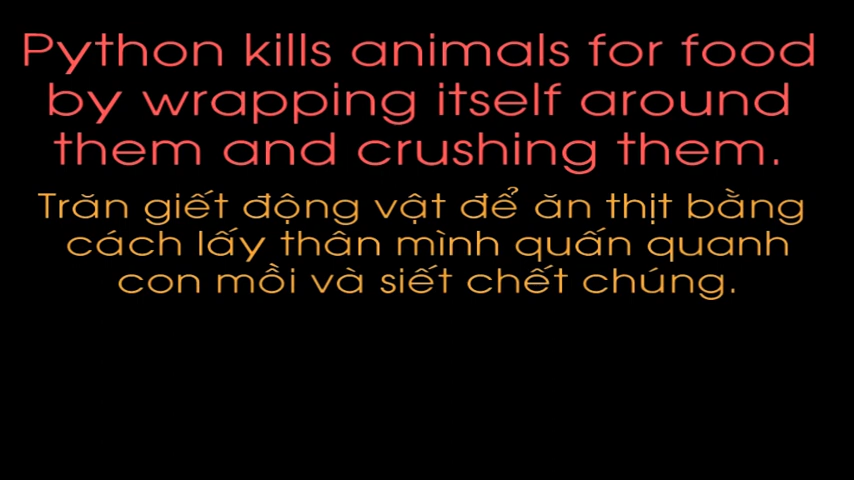 Python kills animals for food
by wrapping itself around
them and crushing them.
Trăn giết động vật để ăn thịt bằng
cách lấy thân mình quấn quanh
con mồi và siết chết chúng.